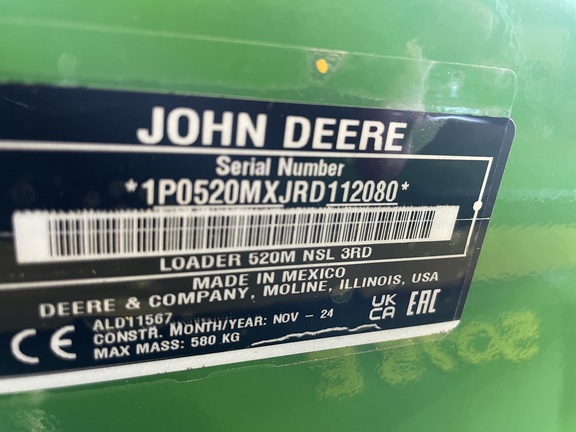 JOHN DEERE
Serial Number
*1P0520MXJRD112080*
LOADER 520M NSL 3RD
MADE IN MEXICO
DEERE & COMPANY, MOLINE, ILLINOIS, USA
ALD11567
CONSTR. MONTH/YEAR: NOV - 24
MAX MASS: 580 KG
CE
UK
CA
EAC